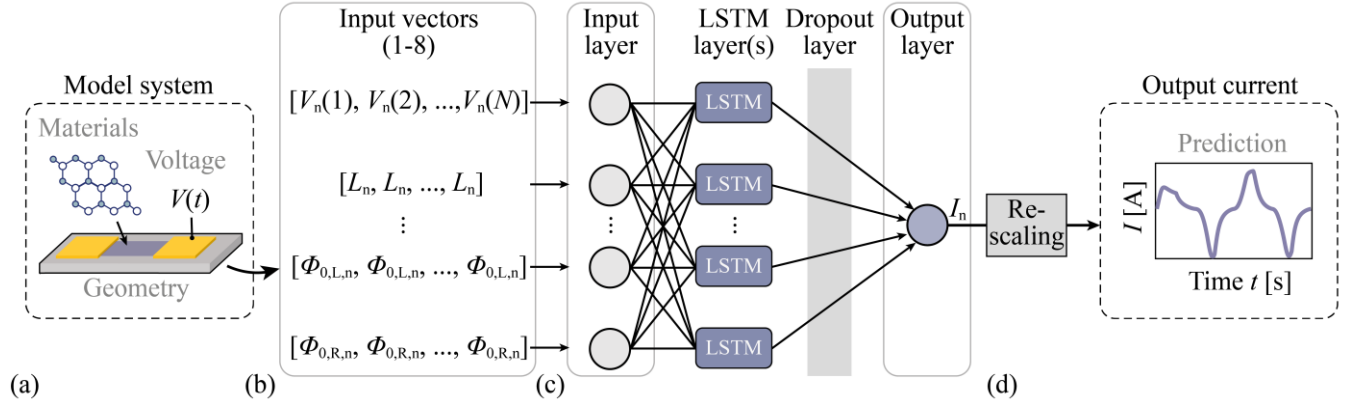 Model system
Materials
Voltage
V(t)
Geometry
(a)
Input vectors
(1-8)
[Vₙ(1), Vₙ(2), ...,Vₙ(N)]
[Lₙ, Lₙ, ..., Lₙ]
⋮
[Φ₀,L,ₙ, Φ₀,L,ₙ, ..., Φ₀,L,ₙ]
[Φ₀,R,ₙ, Φ₀,R,ₙ, ..., Φ₀,R,ₙ]
(b)
Input
layer
⋮
(c)
LSTM
layer(s)
LSTM
LSTM
⋮
LSTM
LSTM
Dropout
layer
Output
layer
Iₙ
Re-
scaling
(d)
Output current
Prediction
I [A]
Time t [s]